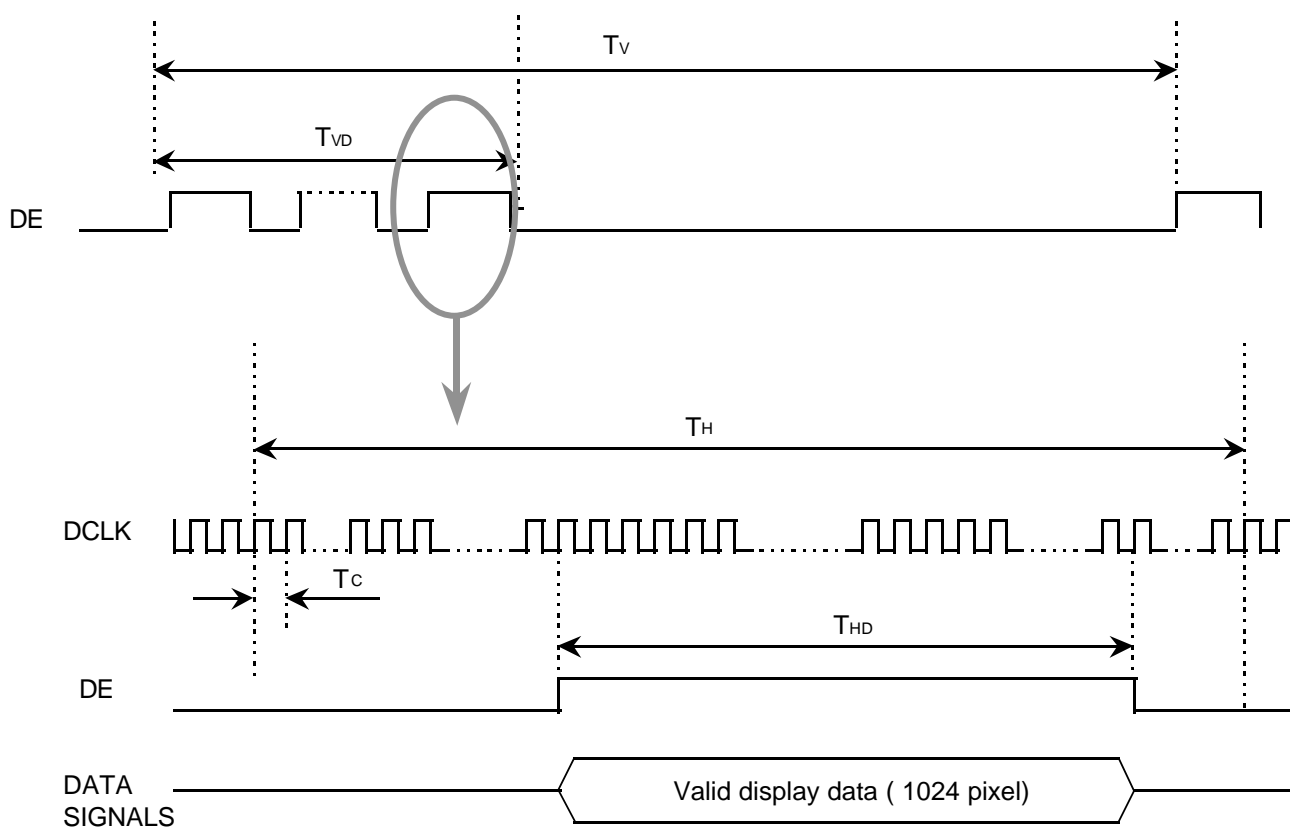 TV
TVD
DE
TH
DCLK
TC
THD
DE
DATA
SIGNALS
Valid display data ( 1024 pixel)